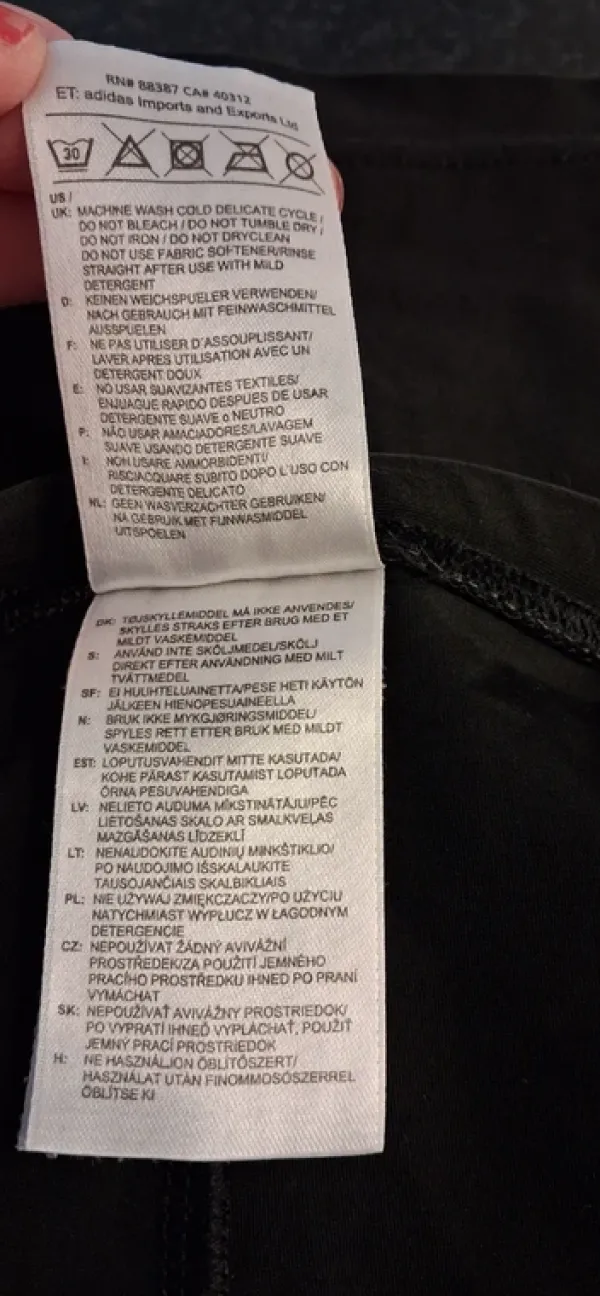 RN# 88387 CA# 40312
ET: adidas Imports and Exports Ltd
30
US /
UK: MACHINE WASH COLD DELICATE CYCLE /
DO NOT BLEACH / DO NOT TUMBLE DRY /
DO NOT IRON / DO NOT DRYCLEAN
DO NOT USE FABRIC SOFTENER/RINSE
STRAIGHT AFTER USE WITH MILD
DETERGENT
D: KEINEN WEICHSPUELER VERWENDEN/
NACH GEBRAUCH MIT FEINWASCHMITTEL
AUSSPUELEN
F: NE PAS UTILISER D'ASSOUPLISSANT/
LAVER APRES UTILISATION AVEC UN
DETERGENT DOUX
E: NO USAR SUAVIZANTES TEXTILES/
ENJUAGUE RAPIDO DESPUES DE USAR
DETERGENTE SUAVE o NEUTRO
P: NÃO USAR AMACIADORES/LAVAGEM
SUAVE USANDO DETERGENTE SUAVE
I: NON USARE AMMORBIDENTI/
RISCIACQUARE SUBITO DOPO L'USO CON
DETERGENTE DELICATO
NL: GEEN WASVERZACHTER GEBRUIKEN/
NA GEBRUIK MET FIJNWASMIDDEL
UITSPOELEN
DK: TØJSKYLLEMIDDEL MÅ IKKE ANVENDES/
SKYLLES STRAKS EFTER BRUG MED ET
MILDT VASKEMIDDEL
S: ANVÄND INTE SKÖLJMEDEL/SKÖLJ
DIREKT EFTER ANVÄNDNING MED MILT
TVÄTTMEDEL
SF: EI HUUHTELUAINETTA/PESE HETI KÄYTÖN
JÄLKEEN HIENOPESUAINEELLA
N: BRUK IKKE MYKGJØRINGSMIDDEL/
SPYLES RETT ETTER BRUK MED MILDT
VASKEMIDDEL
EST: LOPUTUSVAHENDIT MITTE KASUTADA/
KOHE PÄRAST KASUTAMIST LOPUTADA
ÕRNA PESUVAHENDIGA
LV: NELIETO AUDUMA MĪKSTINĀTĀJU/PĒC
LIETOŠANAS SKALO AR SMALKVEĻAS
MAZGĀŠANAS LĪDZEKLI
LT: NENAUDOKITE AUDINIŲ MINKŠTIKLIO/
PO NAUDOJIMO IŠSKALAUKITE
TAUSOJANČIAIS SKALBIKLIAIS
PL: NIE UŻYWAJ ZMIĘKCZACZY/PO UŻYCIU
NATYCHMIAST WYPŁUCZ W ŁAGODNYM
DETERGENCIE
CZ: NEPOUŽÍVAT ŽÁDNÝ AVIVÁŽNÍ
PROSTŘEDEK/ZA POUŽITÍ JEMNÉHO
PRACÍHO PROSTŘEDKU IHNED PO PRANÍ
VYMÁCHAT
SK: NEPOUŽÍVAŤ AVIVÁŽNY PROSTRIEDOK/
PO VYPRATÍ IHNEĎ VYPLÁCHAŤ, POUŽIŤ
JEMNÝ PRACÍ PROSTRIEDOK
H: NE HASZNÁLJON ÖBLÍTŐSZERT/
HASZNÁLAT UTÁN FINOMMOSÓSZERREL
ÖBLÍTSE KI